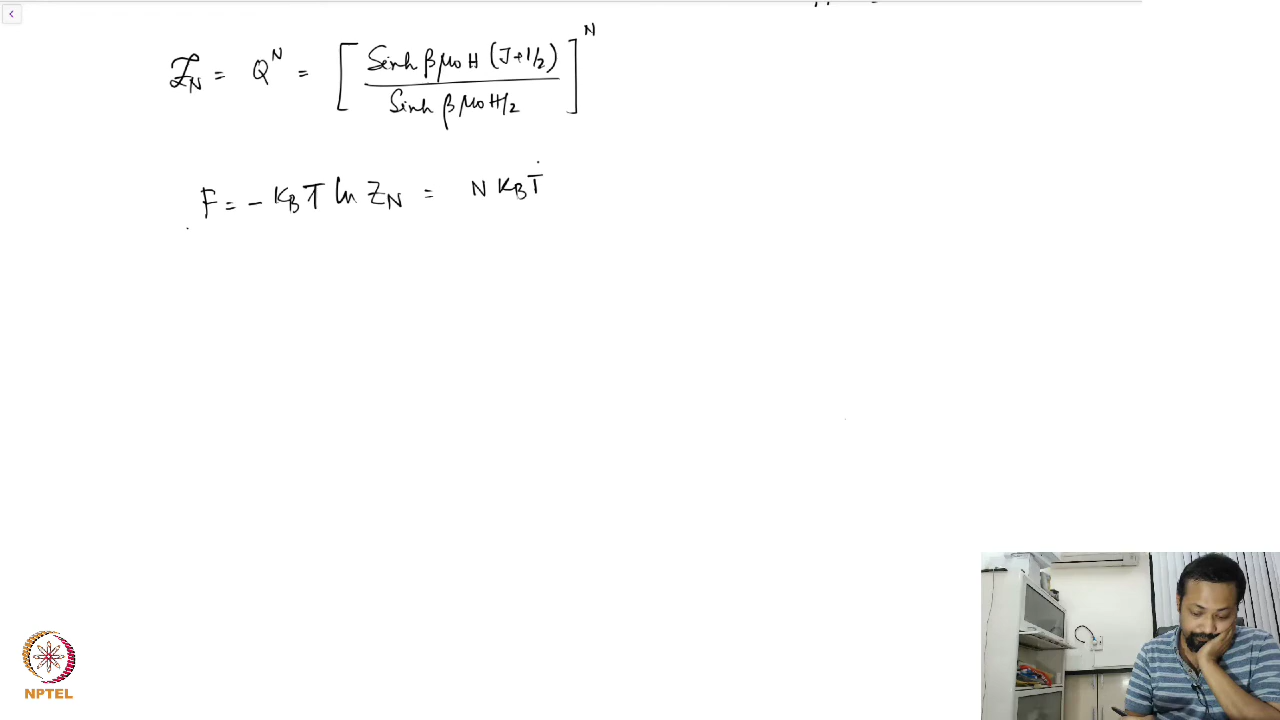 Z_N = Q^N = [ Sinh βμ₀H (J+1/2) / Sinh βμ₀H/2 ]^N
F = - K_B T ln Z_N = N K_B T
NPTEL